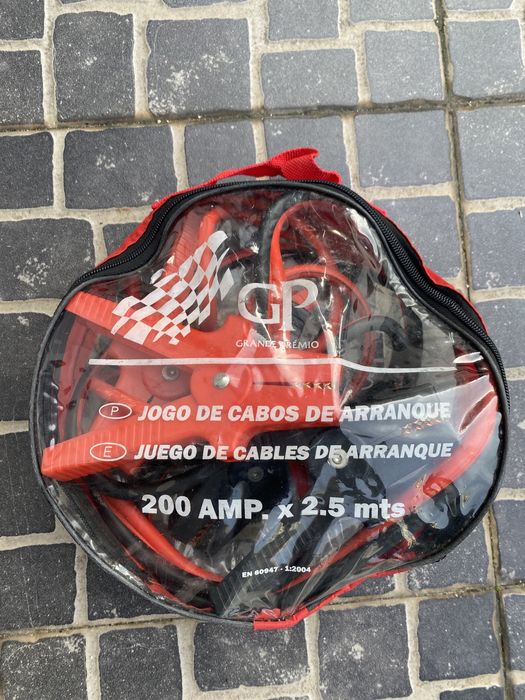 GP
GRANDE PRÉMIO
P JOGO DE CABOS DE ARRANQUE
E JUEGO DE CABLES DE ARRANQUE
200 AMP. x 2.5 mts
EN 60947 - 1:2004